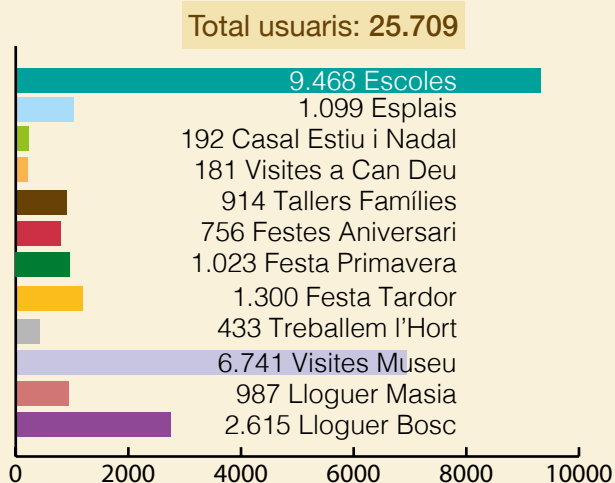 Total usuaris: 25.709
9.468 Escoles
1.099 Esplais
192 Casal Estiu i Nadal
181 Visites a Can Deu
914 Tallers Famílies
756 Festes Aniversari
1.023 Festa Primavera
1.300 Festa Tardor
433 Treballem l'Hort
6.741 Visites Museu
987 Lloguer Masia
2.615 Lloguer Bosc
0 2000 4000 6000 8000 10000